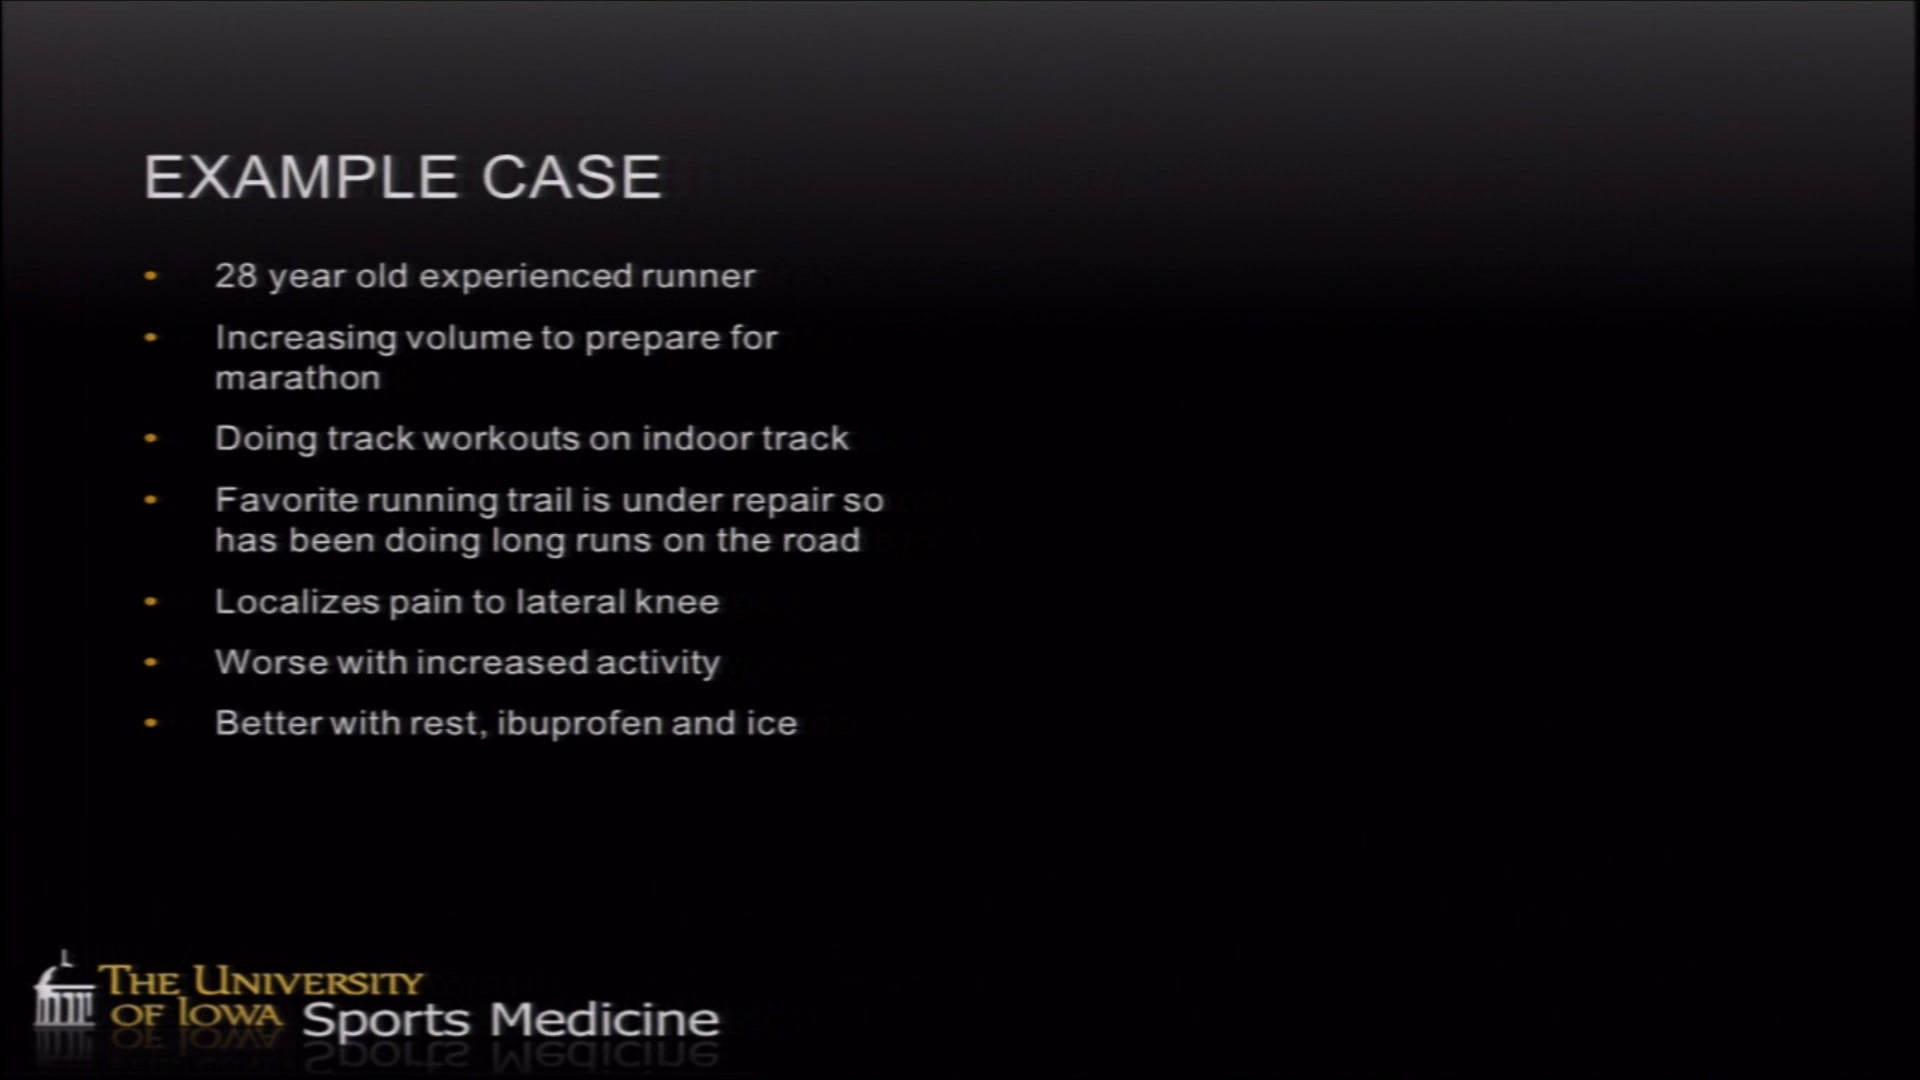 EXAMPLE CASE
• 28 year old experienced runner
• Increasing volume to prepare for
marathon
• Doing track workouts on indoor track
• Favorite running trail is under repair so
has been doing long runs on the road
• Localizes pain to lateral knee
• Worse with increased activity
• Better with rest, ibuprofen and ice
THE UNIVERSITY
OF IOWA Sports Medicine